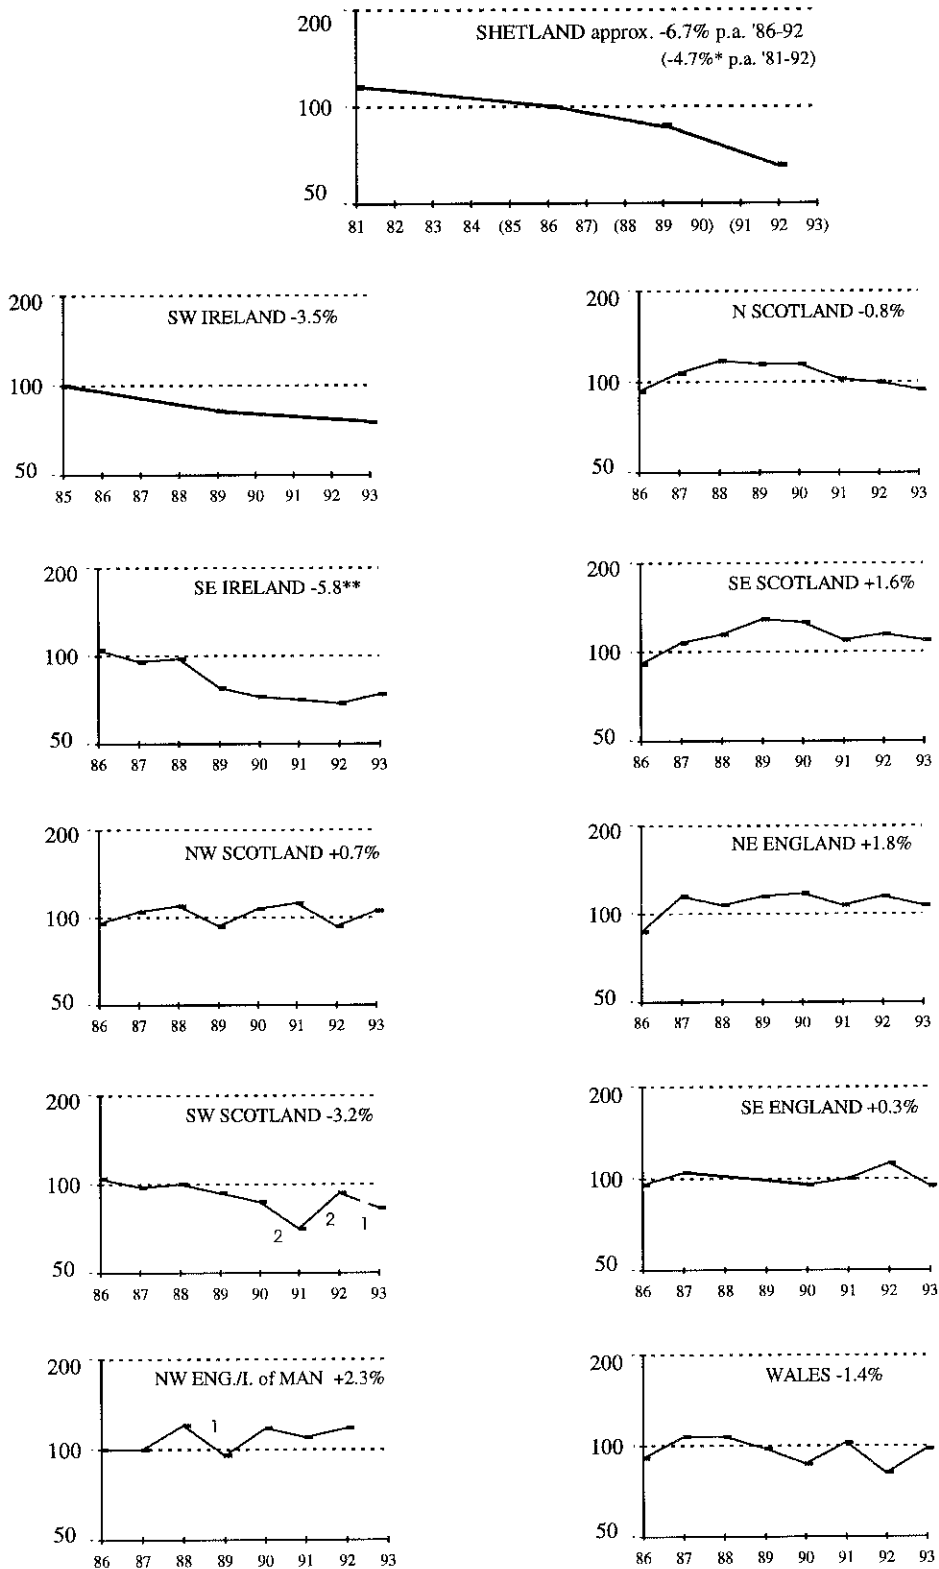 200
SHETLAND approx. -6.7% p.a. '86-92
(-4.7%* p.a. '81-92)
100
50
81 82 83 84 (85 86 87) (88 89 90) (91 92 93)
200
SW IRELAND -3.5%
100
50
85 86 87 88 89 90 91 92 93
200
N SCOTLAND -0.8%
100
50
86 87 88 89 90 91 92 93
200
SE IRELAND -5.8**
100
50
86 87 88 89 90 91 92 93
200
SE SCOTLAND +1.6%
100
50
86 87 88 89 90 91 92 93
200
NW SCOTLAND +0.7%
100
50
86 87 88 89 90 91 92 93
200
NE ENGLAND +1.8%
100
50
86 87 88 89 90 91 92 93
200
SW SCOTLAND -3.2%
100
2 2 1
50
86 87 88 89 90 91 92 93
200
SE ENGLAND +0.3%
100
50
86 87 88 89 90 91 92 93
200
NW ENG./I. of MAN +2.3%
1
100
50
86 87 88 89 90 91 92 93
200
WALES -1.4%
100
50
86 87 88 89 90 91 92 93